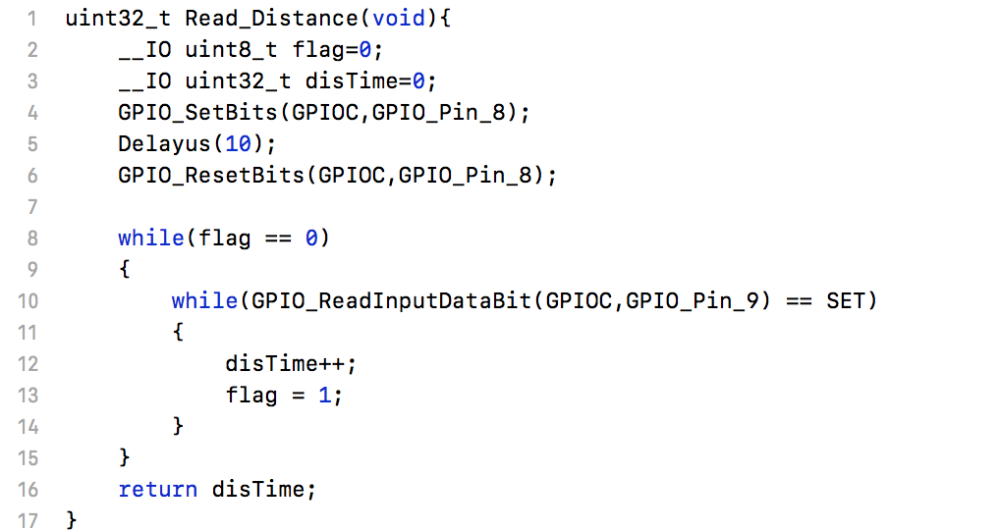 1 uint32_t Read_Distance(void){
2     __IO uint8_t flag=0;
3     __IO uint32_t disTime=0;
4     GPIO_SetBits(GPIOC,GPIO_Pin_8);
5     Delayus(10);
6     GPIO_ResetBits(GPIOC,GPIO_Pin_8);
7
8     while(flag == 0)
9     {
10         while(GPIO_ReadInputDataBit(GPIOC,GPIO_Pin_9) == SET)
11         {
12             disTime++;
13             flag = 1;
14         }
15     }
16     return disTime;
17 }